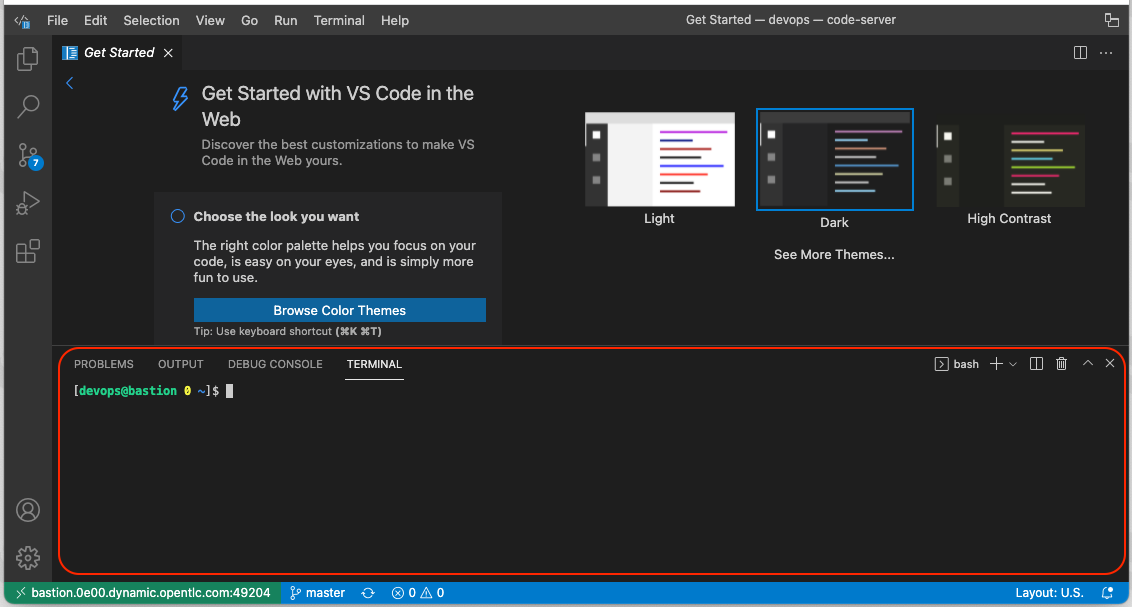 File Edit Selection View Go Run Terminal Help Get Started — devops — code-server
Get Started
Get Started with VS Code in the
Web
Discover the best customizations to make VS
Code in the Web yours.
Choose the look you want
The right color palette helps you focus on your
code, is easy on your eyes, and is simply more
fun to use.
Browse Color Themes
Tip: Use keyboard shortcut (⌘K ⌘T)
Light
Dark
High Contrast
See More Themes...
7
PROBLEMS OUTPUT DEBUG CONSOLE TERMINAL bash
[devops@bastion 0 ~]$
bastion.0e00.dynamic.opentlc.com:49204 master 0 0 Layout: U.S.